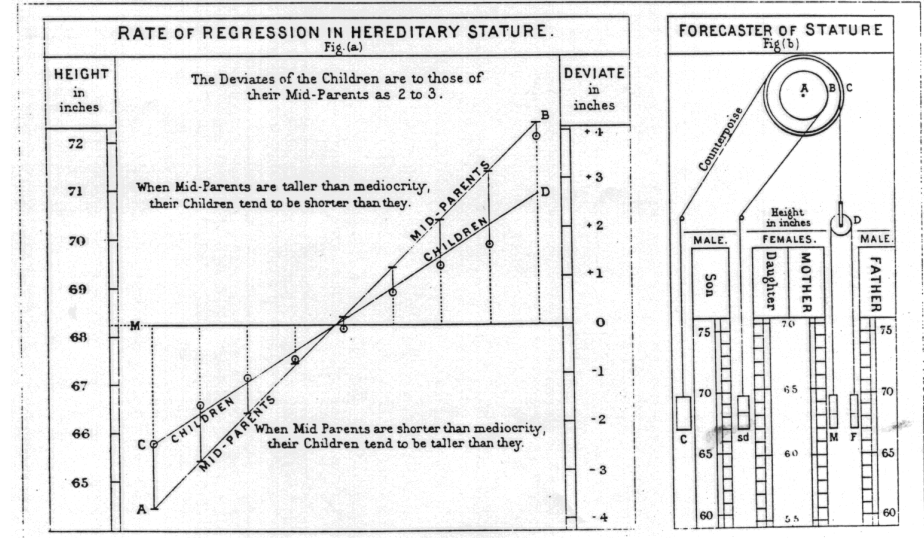 RATE OF REGRESSION IN HEREDITARY STATURE.
Fig.(a)
HEIGHT
in
inches
The Deviates of the Children are to those of
their Mid-Parents as 2 to 3.
DEVIATE
in
inches
72
71
70
69
68
67
66
65
M
When Mid-Parents are taller than mediocrity,
their Children tend to be shorter than they.
MID-PARENTS
CHILDREN
B
D
CHILDREN
MID-PARENTS
C
A
When Mid Parents are shorter than mediocrity,
their Children tend to be taller than they.
+4
+3
+2
+1
0
-1
-2
-3
-4
FORECASTER OF STATURE
Fig(b)
A
B
C
Counterpoise
D
Height
in inches
MALE.
FEMALES.
MALE.
Son
Daughter
MOTHER
FATHER
75
70
65
60
70
65
60
55
75
70
65
60
C
sd
M
F